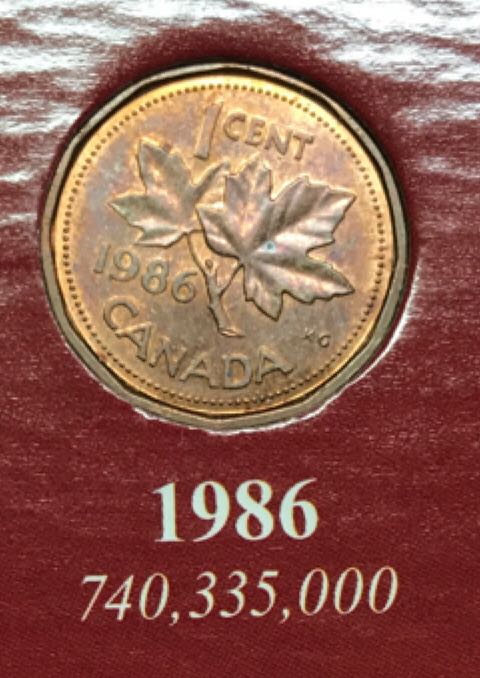 1 CENT
1986
CANADA
KG
1986
740,335,000